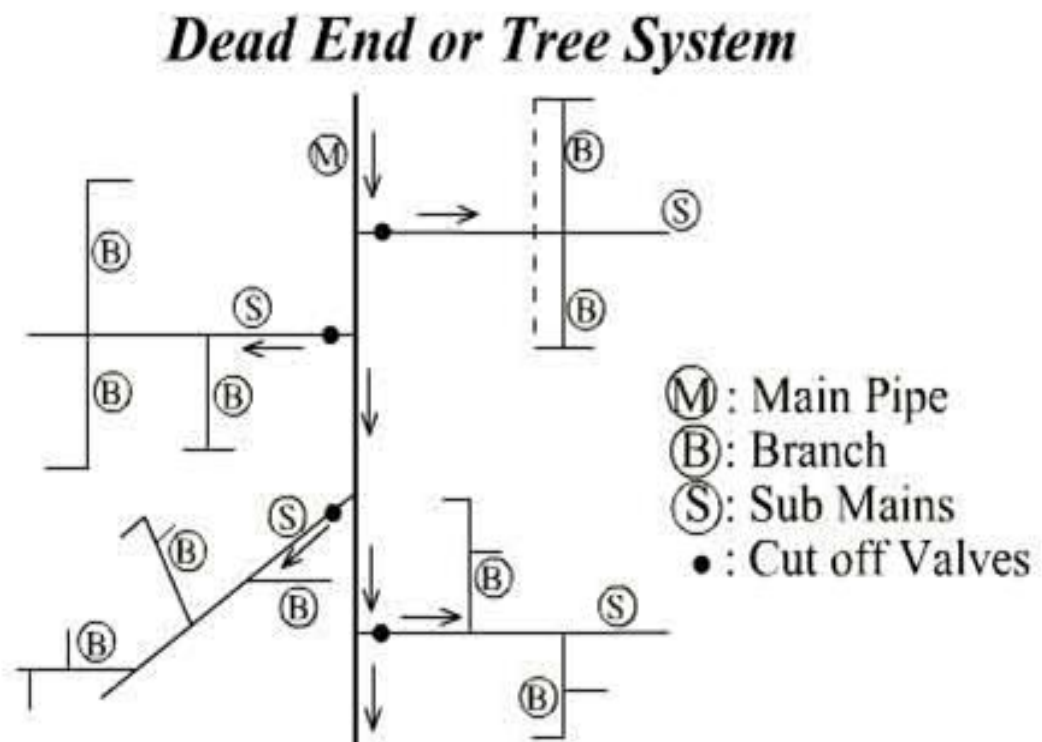 Dead End or Tree System
M
B
S
B
S
B
B
B
S
B
B
B
B
S
B
B
M : Main Pipe
B : Branch
S : Sub Mains
• : Cut off Valves